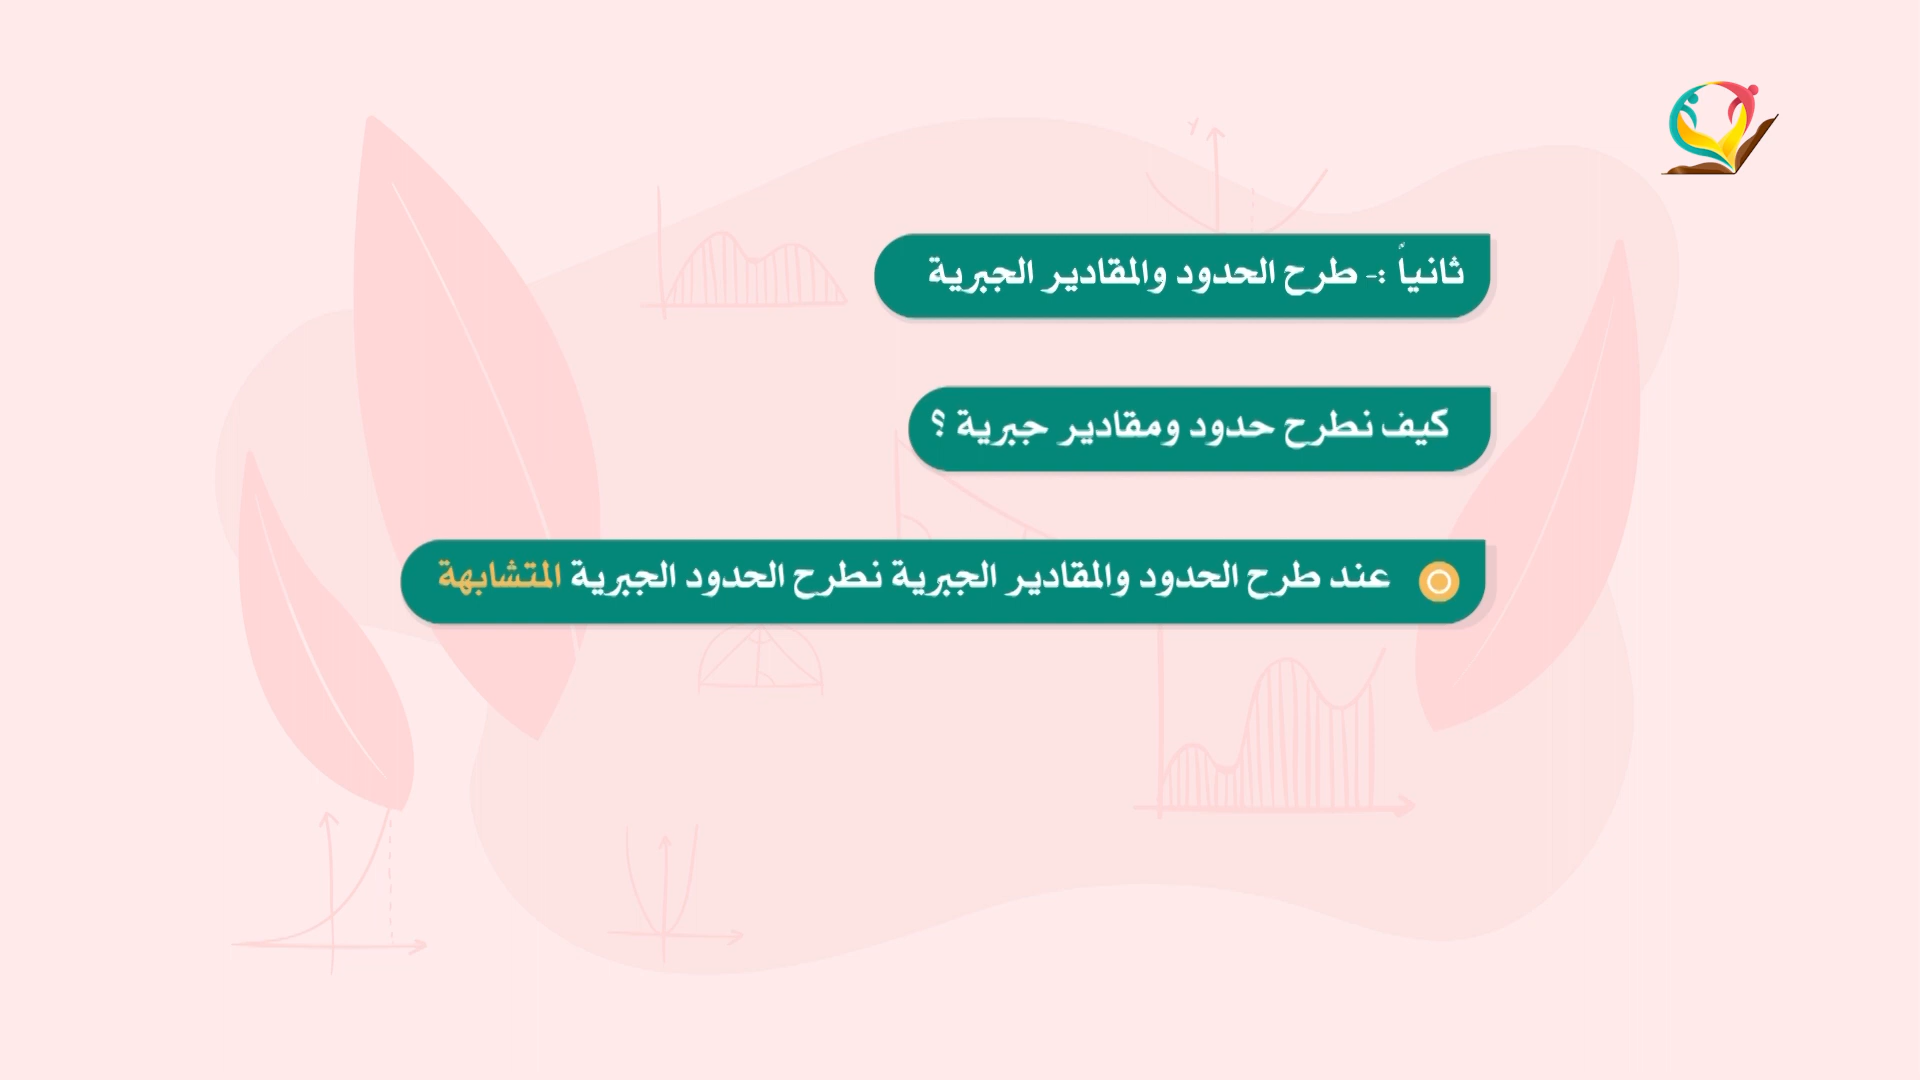 ثانياً :- طرح الحدود والمقادير الجبرية
كيف نطرح حدود ومقادير جبرية ؟
عند طرح الحدود والمقادير الجبرية نطرح الحدود الجبرية المتشابهة